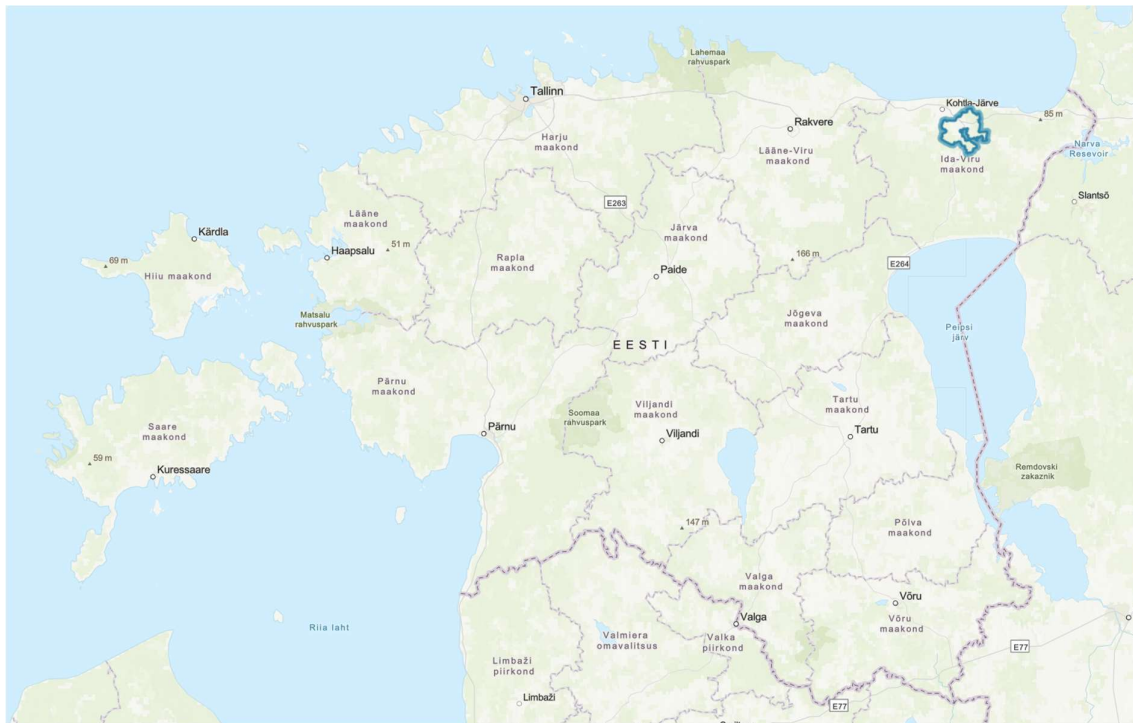 Lahemaa
rahvuspark
Tallinn
Kohtla-Järve
85 m
Rakvere
Harju
maakond
Lääne-Viru
maakond
Ida-Viru
maakond
Narva
Resevoir
Slantsõ
E263
Lääne
maakond
Kärdla
Haapsalu
51 m
Järva
maakond
Rapla
maakond
69 m
Hiiu maakond
Paide
166 m
E264
Matsalu
rahvuspark
Jõgeva
maakond
Peipsi
järv
EESTI
Pärnu
maakond
Viljandi
maakond
Tartu
maakond
Soomaa
rahvuspark
Saare
maakond
Pärnu
Viljandi
Tartu
59 m
Kuressaare
Remdovski
zakaznik
147 m
Põlva
maakond
Valga
maakond
Võru
Võru
maakond
Valga
Riia laht
Valmiera
omavalitsus
Valka
piirkond
E77
Limbaži
piirkond
Limbaži
E77